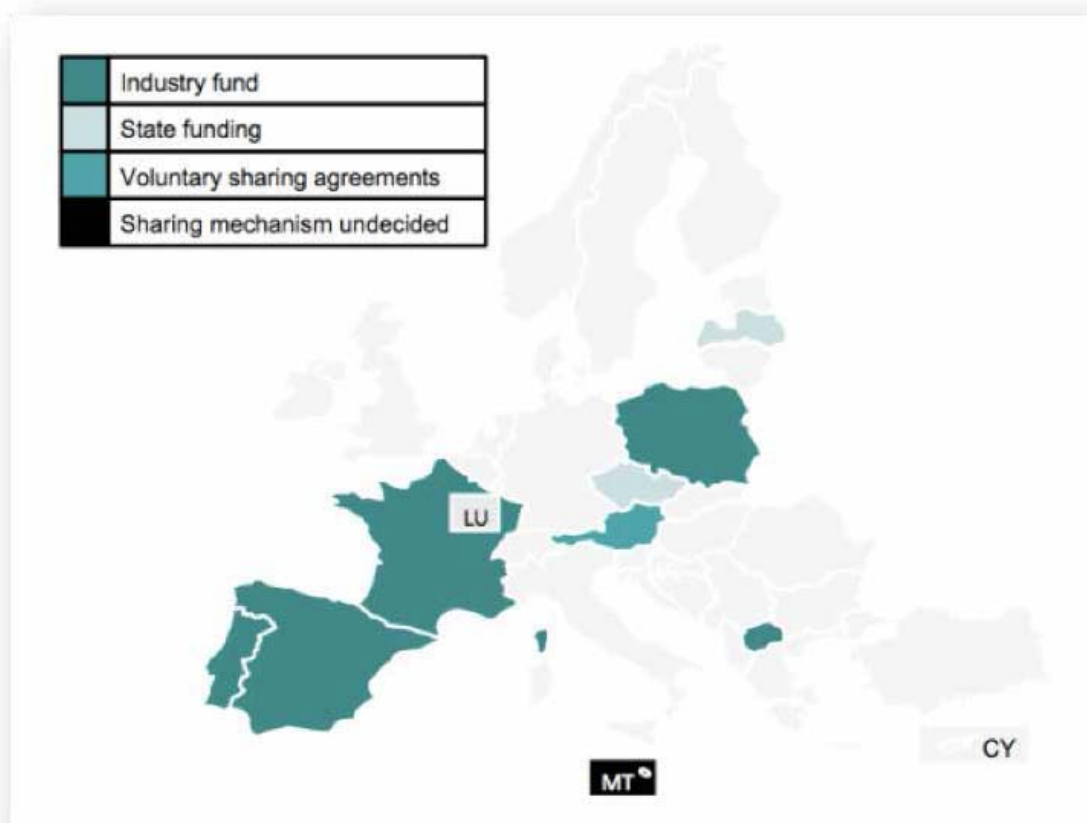 Industry fund
State funding
Voluntary sharing agreements
Sharing mechanism undecided
LU
CY
MT